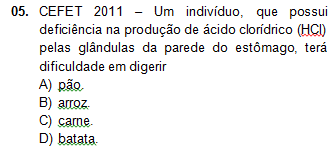 05. CEFET 2011 – Um indivíduo, que possui
deficiência na produção de ácido clorídrico (HCl)
pelas glândulas da parede do estômago, terá
dificuldade em digerir
A) pão.
B) arroz.
C) carne.
D) batata.